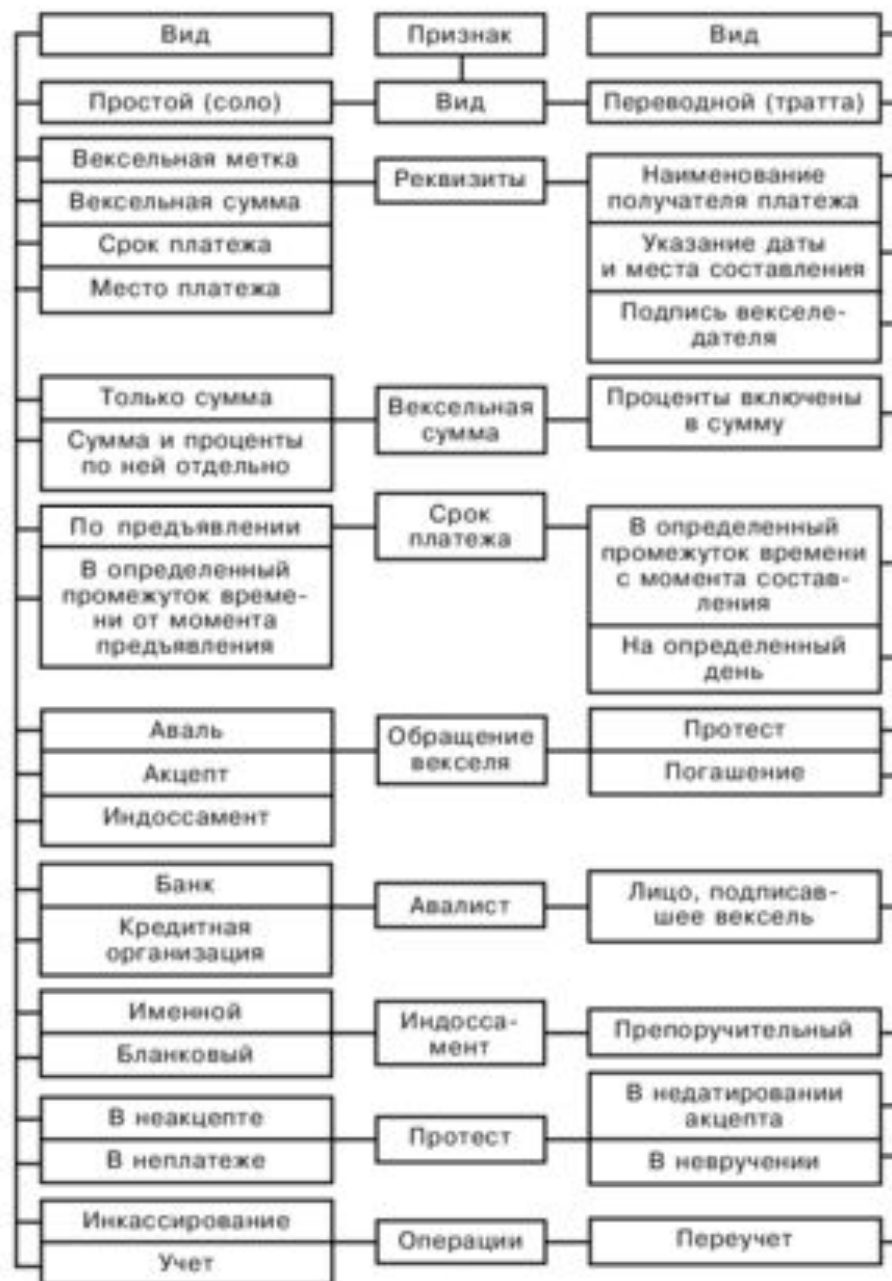 Вид
Признак
Вид
Простой (соло)
Вид
Переводной (тратта)
Вексельная метка
Вексельная сумма
Срок платежа
Место платежа
Реквизиты
Наименование
получателя платежа
Указание даты
и места составления
Подпись векселе-
дателя
Только сумма
Сумма и проценты
по ней отдельно
Вексельная
сумма
Проценты включены
в сумму
По предъявлении
В определенный
промежуток време-
ни от момента
предъявления
Срок
платежа
В определенный
промежуток времени
с момента состав-
ления
На определенный
день
Аваль
Акцепт
Индоссамент
Обращение
векселя
Протест
Погашение
Банк
Кредитная
организация
Авалист
Лицо, подписав-
шее вексель
Именной
Бланковый
Индосса-
мент
Препоручительный
В неакцепте
В неплатеже
Протест
В недатировании
акцепта
В невручении
Инкассирование
Учет
Операции
Переучет